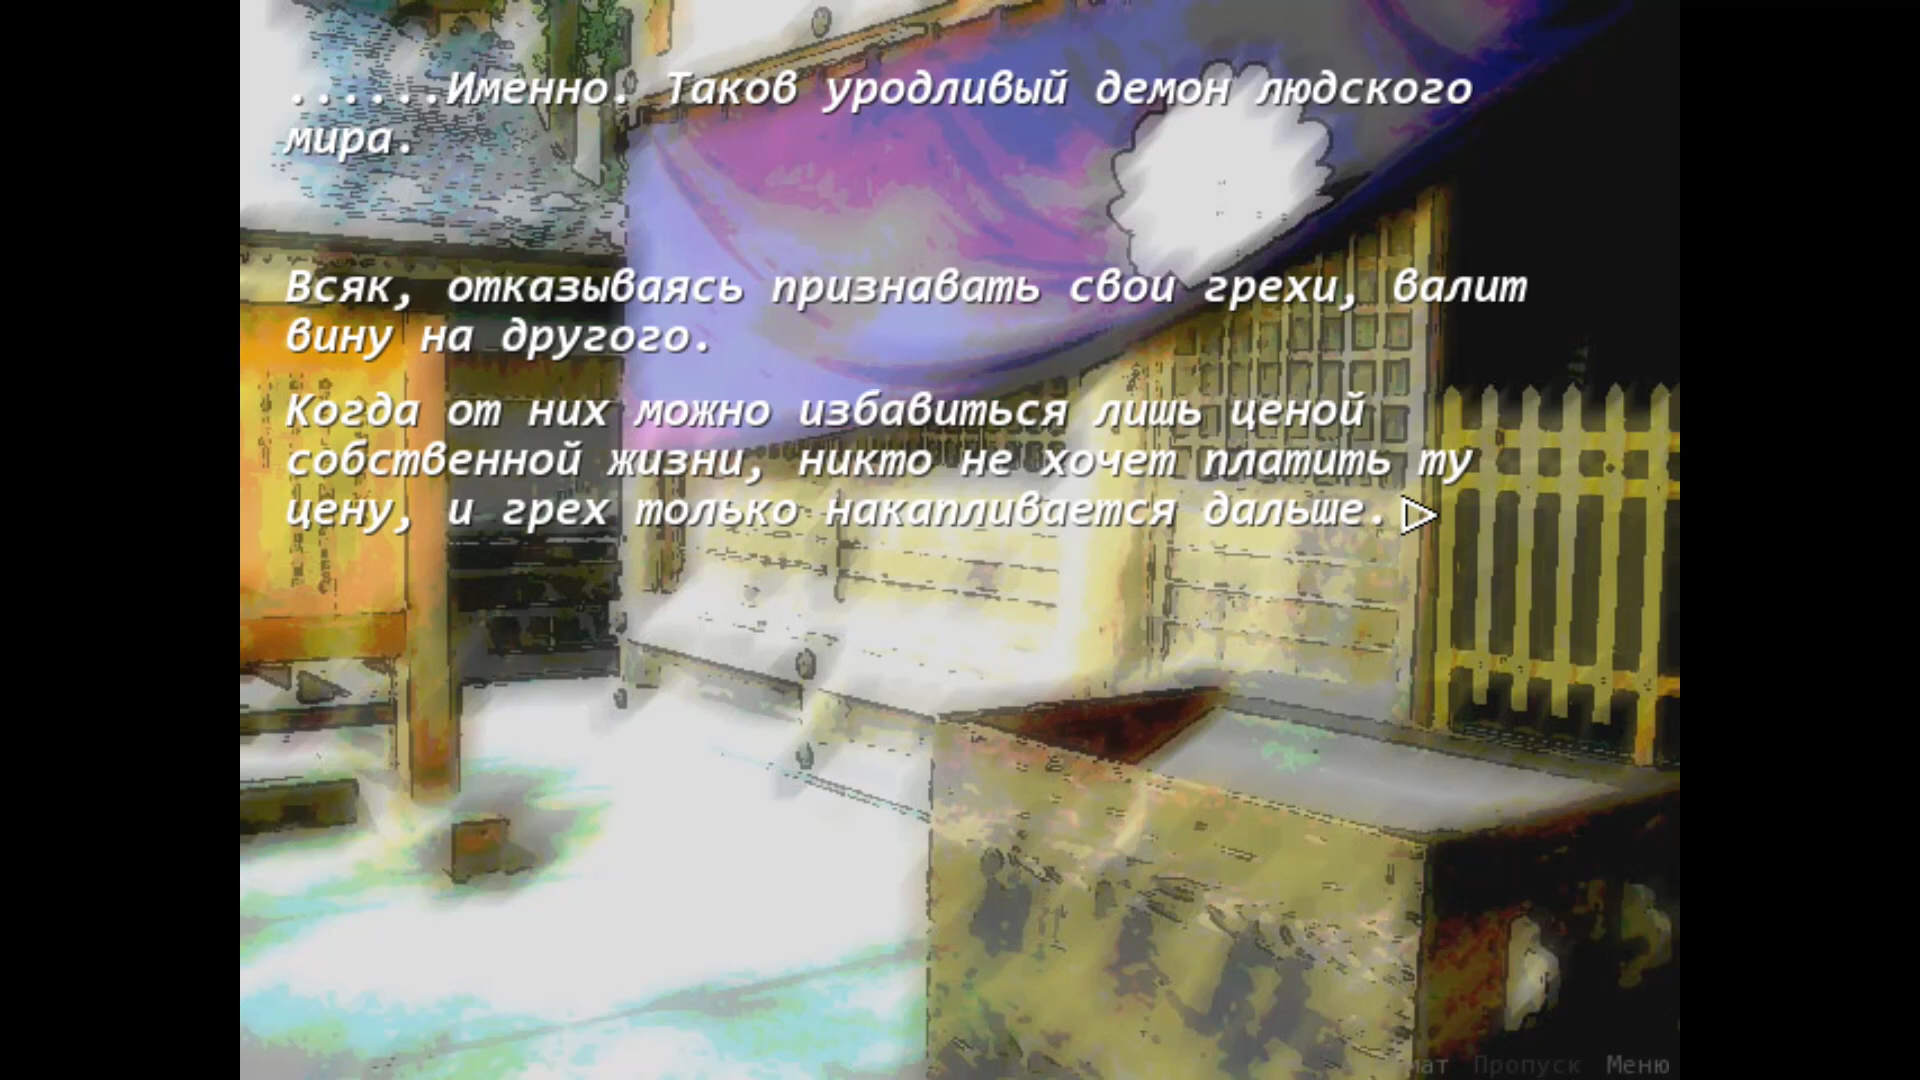 ......Именно. Таков уродливый демон людского
мира.
Всяк, отказываясь признавать свои грехи, валит
вину на другого.
Когда от них можно избавиться лишь ценой
собственной жизни, никто не хочет платить ту
цену, и грех только накапливается дальше.
Пропуск Меню